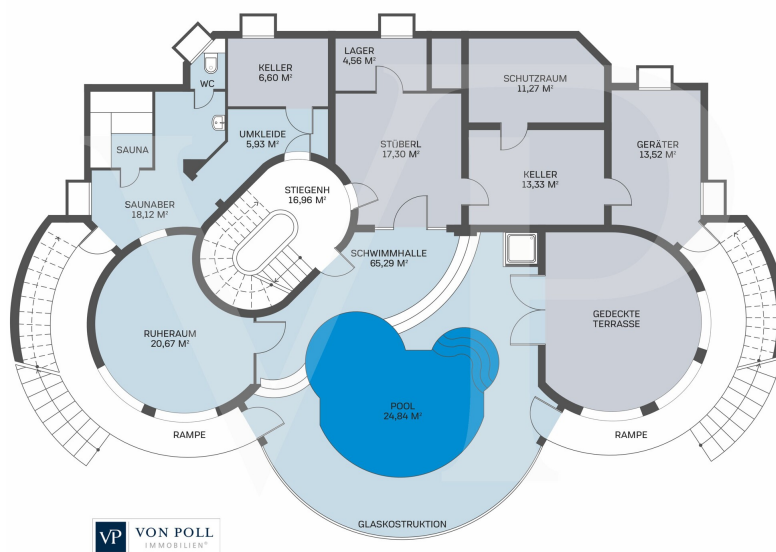 LAGER
4,56 M²
KELLER
6,60 M²
SCHUTZRAUM
11,27 M²
WC
UMKLEIDE
5,93 M²
STÜBERL
17,30 M²
GERÄTER
13,52 M²
SAUNA
KELLER
13,33 M²
STIEGENH
16,96 M²
SAUNABER
18,12 M²
SCHWIMMHALLE
65,29 M²
GEDECKTE
TERRASSE
RUHERAUM
20,67 M²
POOL
24,84 M²
RAMPE
RAMPE
GLASKOSTRUKTION
VP
VON POLL
IMMOBILIEN®
VP